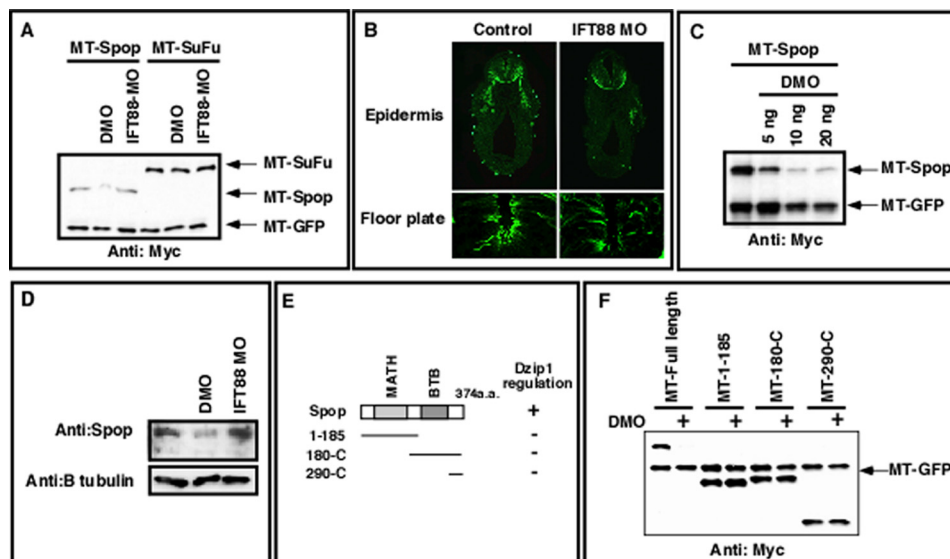 A
MT-Spop MT-SuFu
DMO
IFT88-MO
DMO
IFT88-MO
MT-SuFu
MT-Spop
MT-GFP
Anti: Myc
B
Control IFT88 MO
Epidermis
Floor plate
C
MT-Spop
DMO
5 ng
10 ng
20 ng
MT-Spop
MT-GFP
Anti: Myc
D
DMO
IFT88 MO
Anti:Spop
Anti:B tubulin
E
MATH
BTB
374a.a.
Dzip1
regulation
Spop +
1-185 -
180-C -
290-C -
F
MT-Full length
MT-1-185
MT-180-C
MT-290-C
DMO + + + +
MT-GFP
Anti: Myc